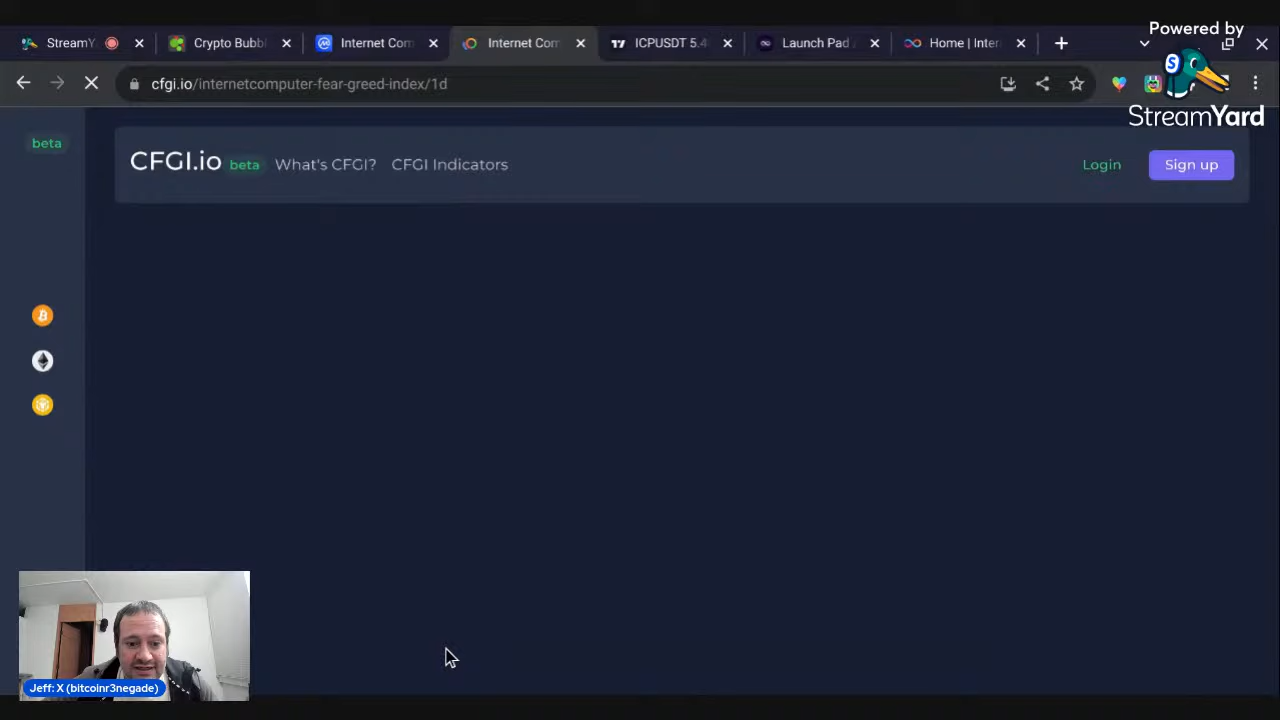 Powered by
StreamYard
StreamY
Crypto Bubbl
Internet Com
Internet Com
ICPUSDT 5.4
Launch Pad
Home | Inter
cfgi.io/internetcomputer-fear-greed-index/1d
beta
CFGI.io beta What's CFGI? CFGI Indicators Login Sign up
Jeff: X (bitcoinr3negade)